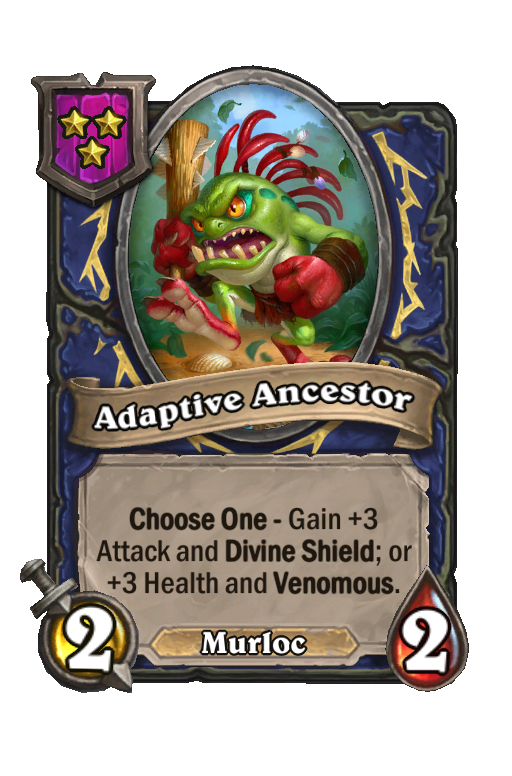 Adaptive Ancestor
Choose One - Gain +3
Attack and Divine Shield; or
+3 Health and Venomous.
2
Murloc
2